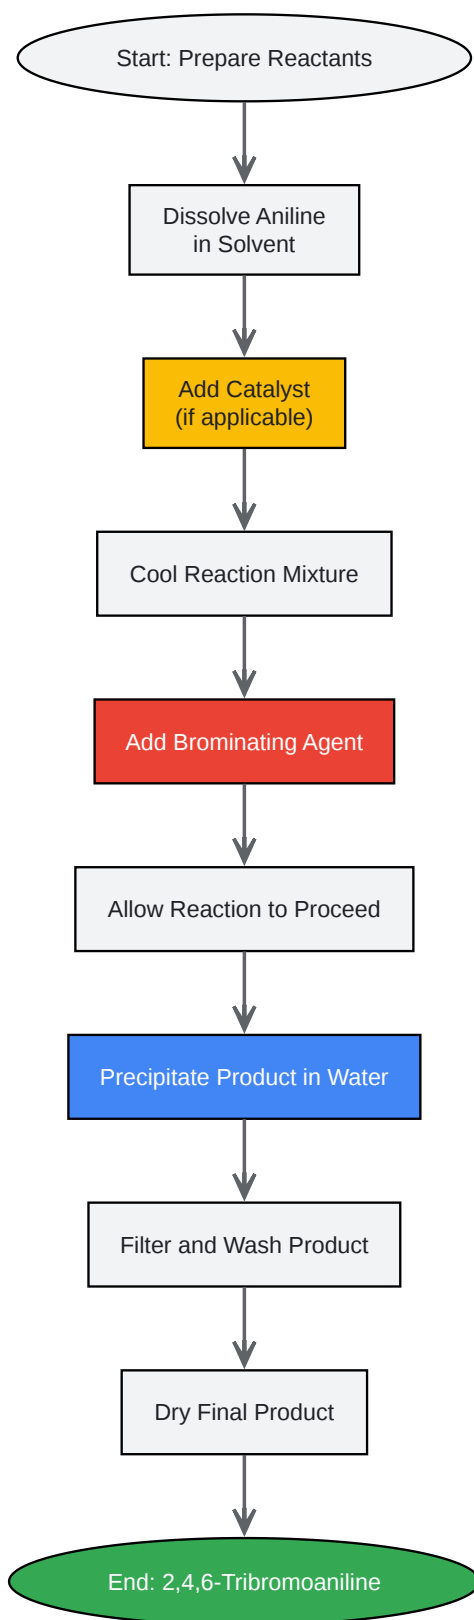 Start: Prepare Reactants
Dissolve Aniline
in Solvent
Add Catalyst
(if applicable)
Cool Reaction Mixture
Add Brominating Agent
Allow Reaction to Proceed
Precipitate Product in Water
Filter and Wash Product
Dry Final Product
End: 2,4,6-Tribromoaniline